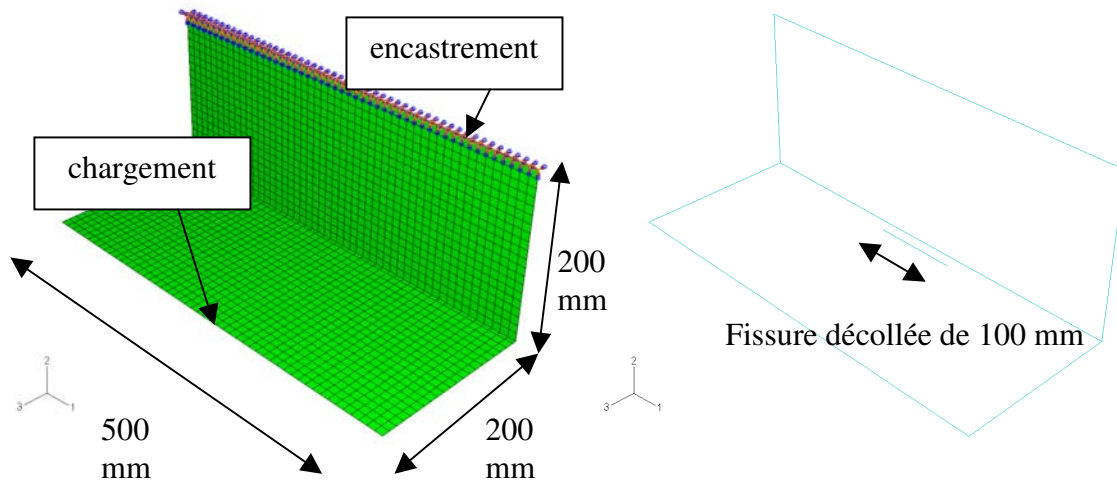 encastrement
chargement
200
mm
Fissure décollée de 100 mm
2
3
1
2
3
1
500
mm
200
mm